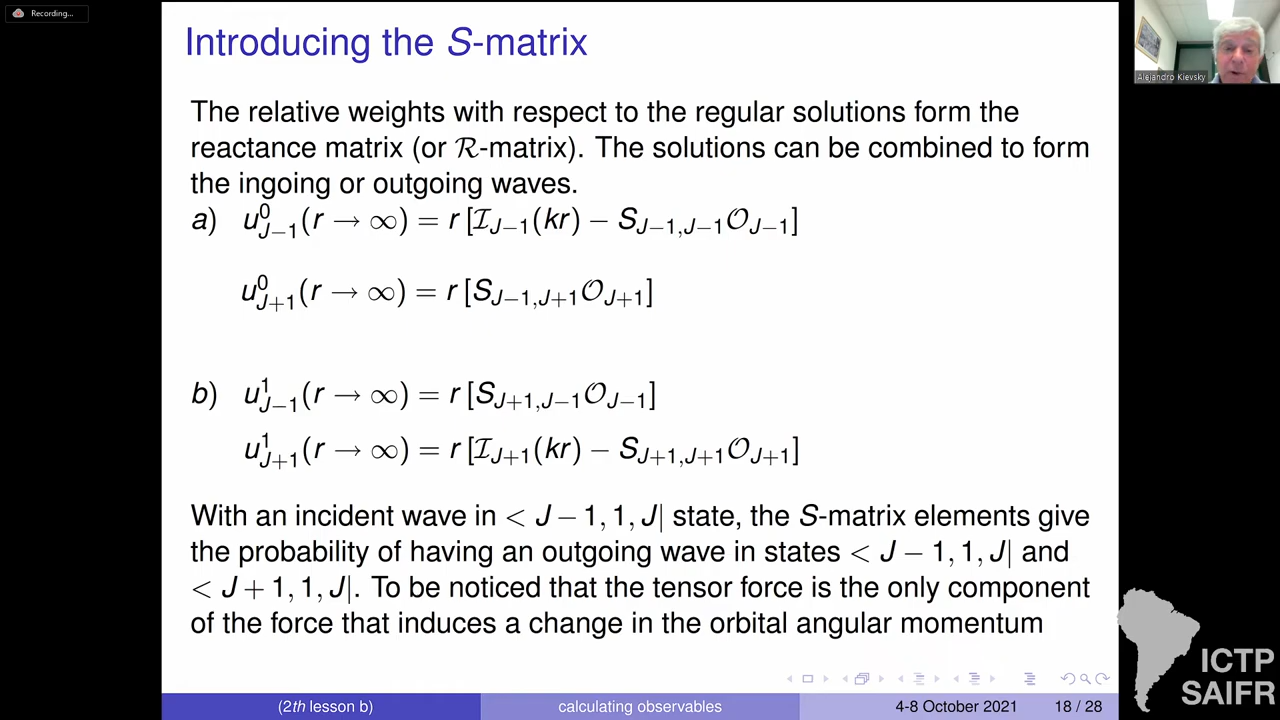 Recording...
Introducing the S-matrix
The relative weights with respect to the regular solutions form the
reactance matrix (or ℛ-matrix). The solutions can be combined to form
the ingoing or outgoing waves.
a) u⁰_{J−1}(r → ∞) = r [ℐ_{J−1}(kr) − S_{J−1,J−1}𝒪_{J−1}]
u⁰_{J+1}(r → ∞) = r [S_{J−1,J+1}𝒪_{J+1}]
b) u¹_{J−1}(r → ∞) = r [S_{J+1,J−1}𝒪_{J−1}]
u¹_{J+1}(r → ∞) = r [ℐ_{J+1}(kr) − S_{J+1,J+1}𝒪_{J+1}]
With an incident wave in < J − 1, 1, J| state, the S-matrix elements give
the probability of having an outgoing wave in states < J − 1, 1, J| and
< J + 1, 1, J|. To be noticed that the tensor force is the only component
of the force that induces a change in the orbital angular momentum
(2th lesson b)
calculating observables
4-8 October 2021
18 / 28
Alejandro Kievsky
ICTP
SAIFR